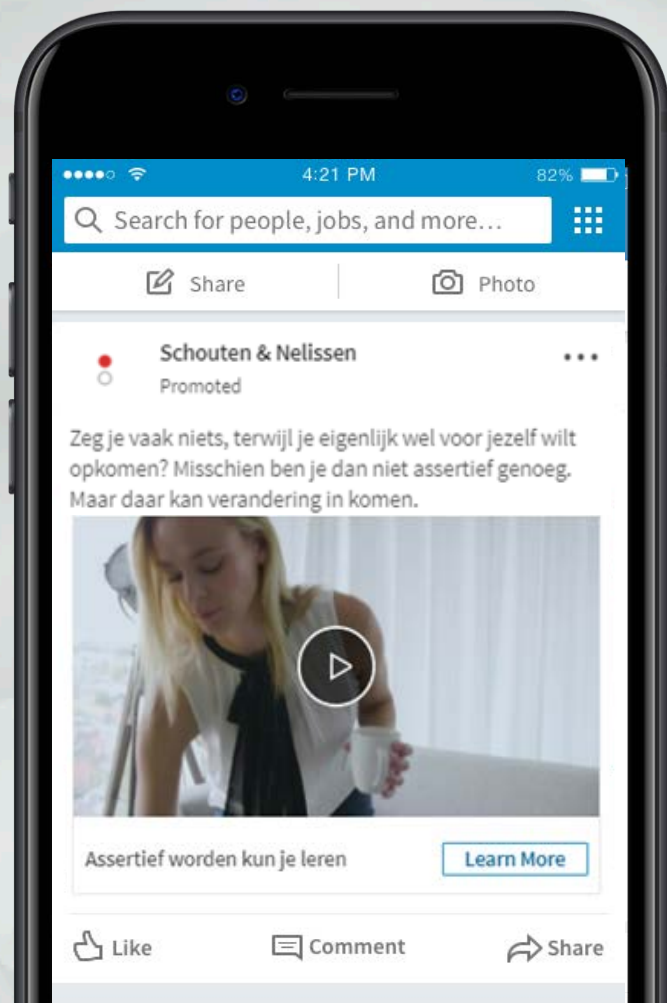 4:21 PM
82%
Search for people, jobs, and more...
Share
Photo
Schouten & Nelissen
Promoted
Zeg je vaak niets, terwijl je eigenlijk wel voor jezelf wilt
opkomen? Misschien ben je dan niet assertief genoeg.
Maar daar kan verandering in komen.
Assertief worden kun je leren
Learn More
Like
Comment
Share